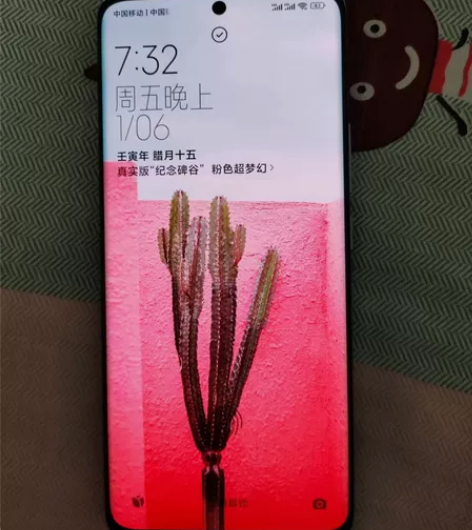 中国移动 | 中国
7:32
周五晚上
1/06
壬寅年 腊月十五
真实版"纪念碑谷" 粉色超梦幻